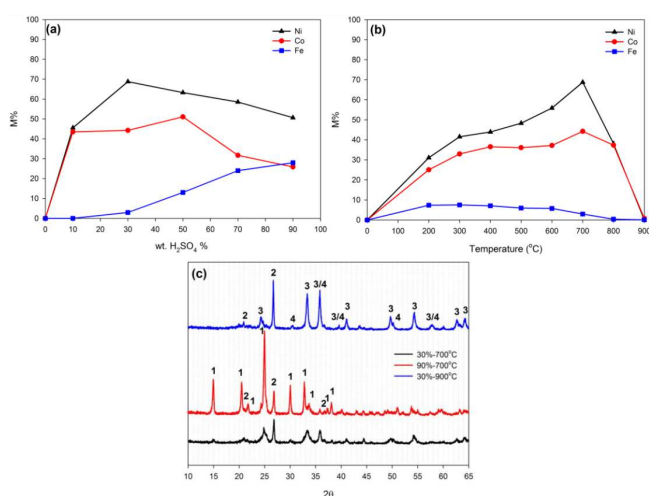 (a)
Ni
Co
Fe
M%
100
90
80
70
60
50
40
30
20
10
0
0 10 20 30 40 50 60 70 80 90 100
wt. H₂SO₄ %
(b)
Ni
Co
Fe
M%
100
90
80
70
60
50
40
30
20
10
0
0 100 200 300 400 500 600 700 800 900
Temperature (°C)
(c)
2 3 2 4 3 3/4 3/4 3 3 4 3 3/4 3 3
30%-700°C
90%-700°C
30%-900°C
1 1 2 1 1 2 1 1 1 2 1 1
10 15 20 25 30 35 40 45 50 55 60 65
2θ